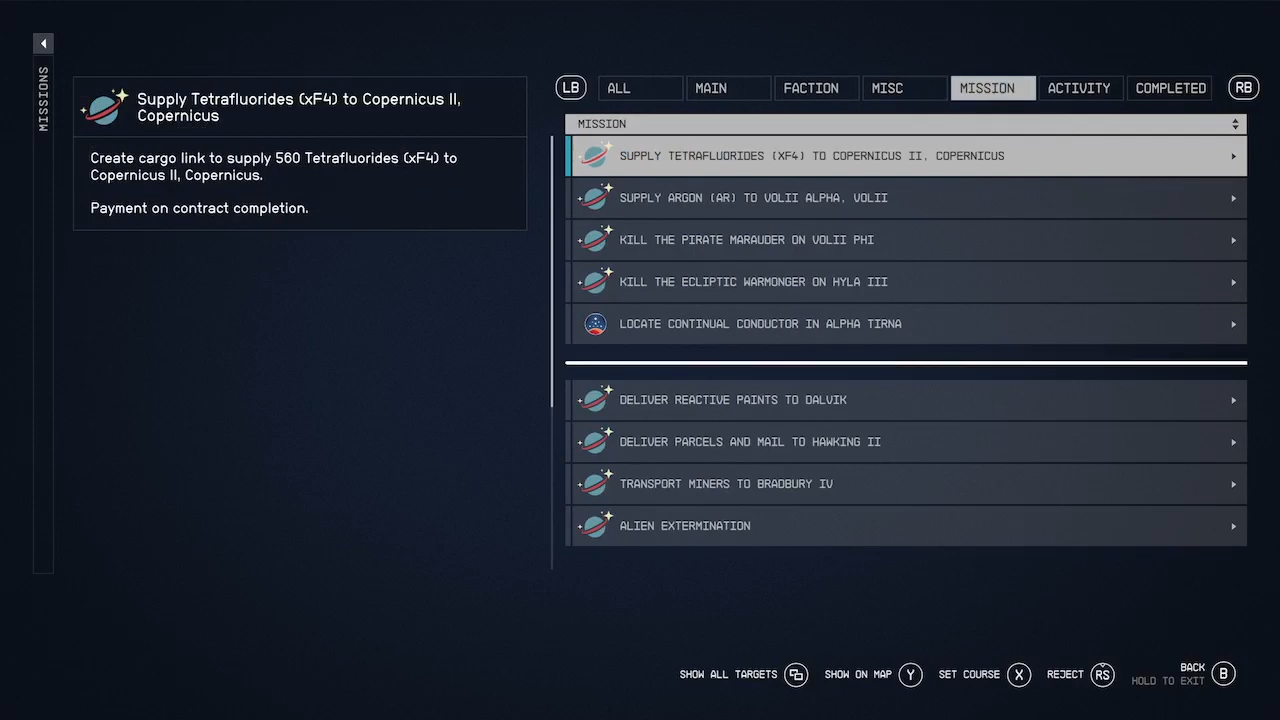 MISSIONS
Supply Tetrafluorides (xF4) to Copernicus II,
Copernicus
Create cargo link to supply 560 Tetrafluorides (xF4) to
Copernicus II, Copernicus.
Payment on contract completion.
LB ALL MAIN FACTION MISC MISSION ACTIVITY COMPLETED RB
MISSION
SUPPLY TETRAFLUORIDES (XF4) TO COPERNICUS II, COPERNICUS
SUPPLY ARGON (AR) TO VOLII ALPHA, VOLII
KILL THE PIRATE MARAUDER ON VOLII PHI
KILL THE ECLIPTIC WARMONGER ON HYLA III
LOCATE CONTINUAL CONDUCTOR IN ALPHA TIRNA
DELIVER REACTIVE PAINTS TO DALVIK
DELIVER PARCELS AND MAIL TO HAWKING II
TRANSPORT MINERS TO BRADBURY IV
ALIEN EXTERMINATION
SHOW ALL TARGETS SHOW ON MAP Y SET COURSE X REJECT RS BACK B
HOLD TO EXIT